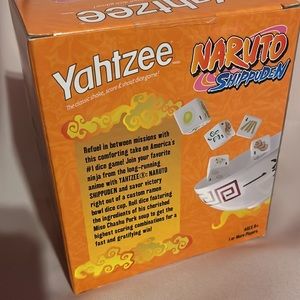 Yahtzee
Yahtzee
NARUTO
SHIPPUDEN
The classic shake, score & shout dice game!
Refuel in between missions with
this comforting take on America's
#1 dice game! Join your favorite
ninja from the long-running
anime with YAHTZEE(R): NARUTO
SHIPPUDEN and savor victory
right out of a custom ramen
bowl dice cup. Roll dice featuring
the ingredients of his cherished
Miso Chashu Pork soup to get the
highest scoring combinations for a
fast and gratifying win!
AGES 8+
1 or More Players